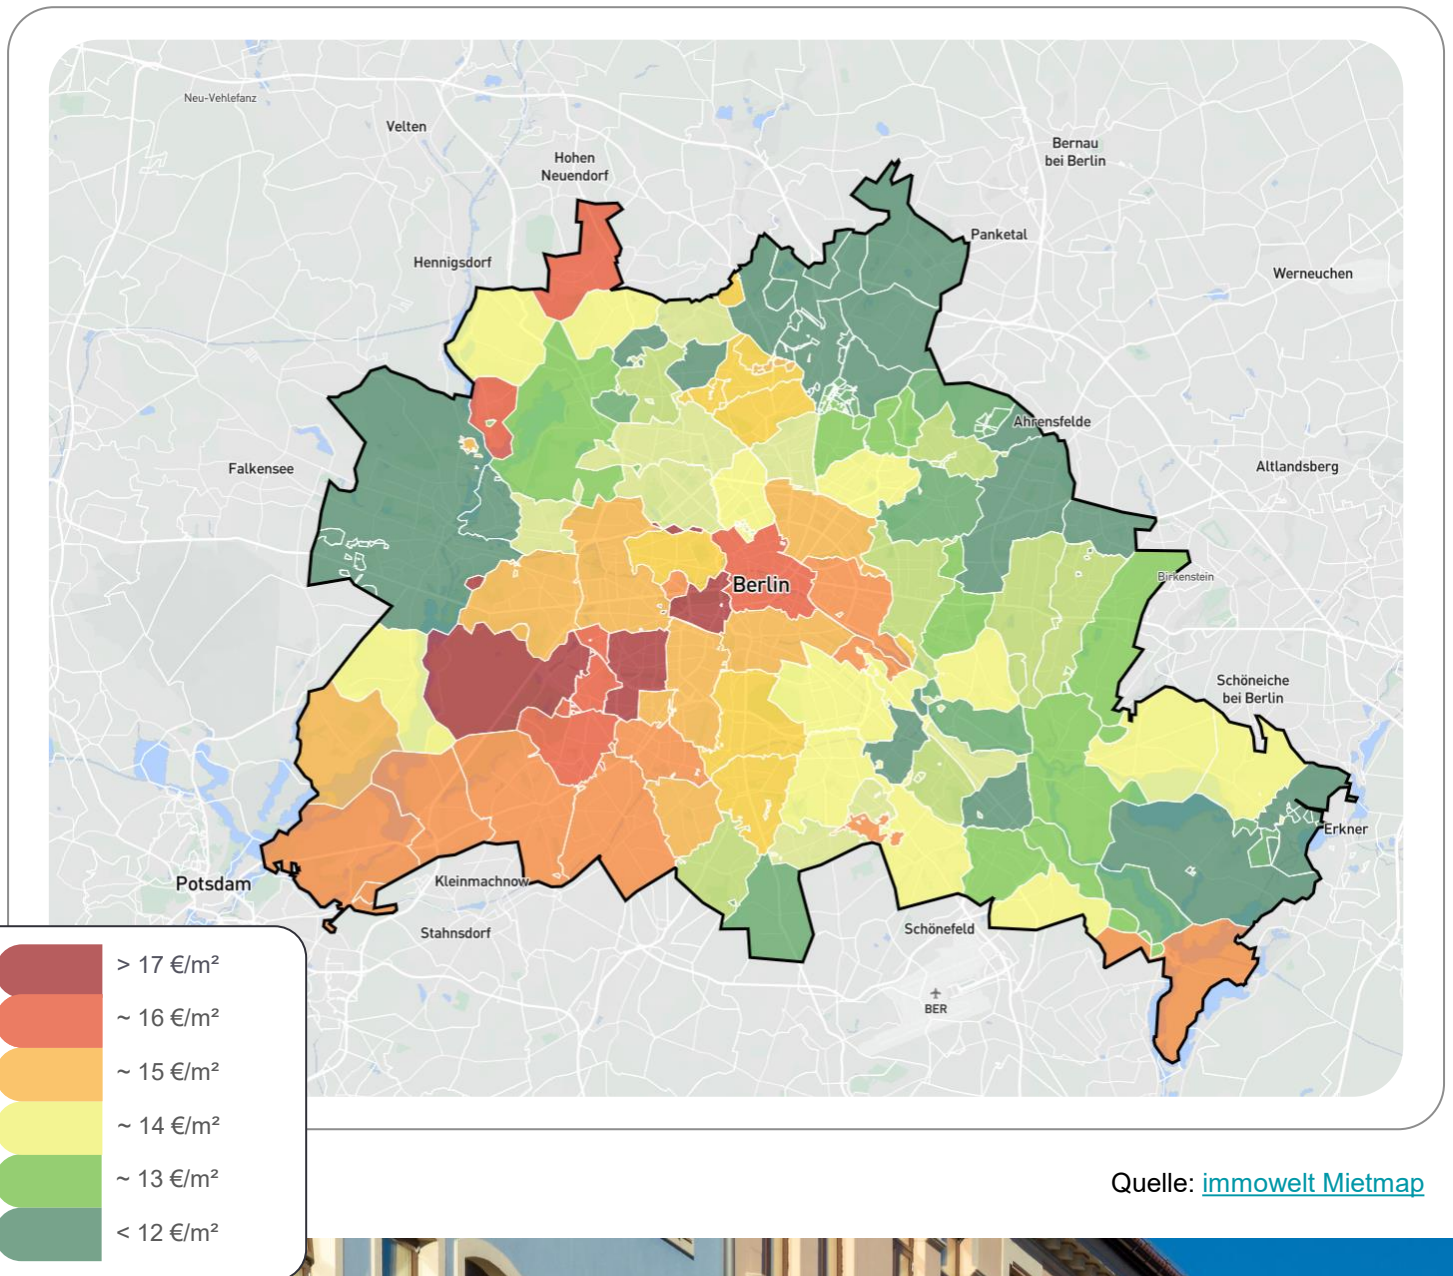 Neu-Vehlefanz
Velten
Hohen
Neuendorf
Bernau
bei Berlin
Panketal
Hennigsdorf
Werneuchen
Ahrensfelde
Falkensee
Altlandsberg
Berlin
Birkenstein
Schöneiche
bei Berlin
Erkner
Potsdam
Kleinmachnow
Stahnsdorf
Schönefeld
BER
> 17 €/m²
~ 16 €/m²
~ 15 €/m²
~ 14 €/m²
~ 13 €/m²
< 12 €/m²
Quelle: immowelt Mietmap